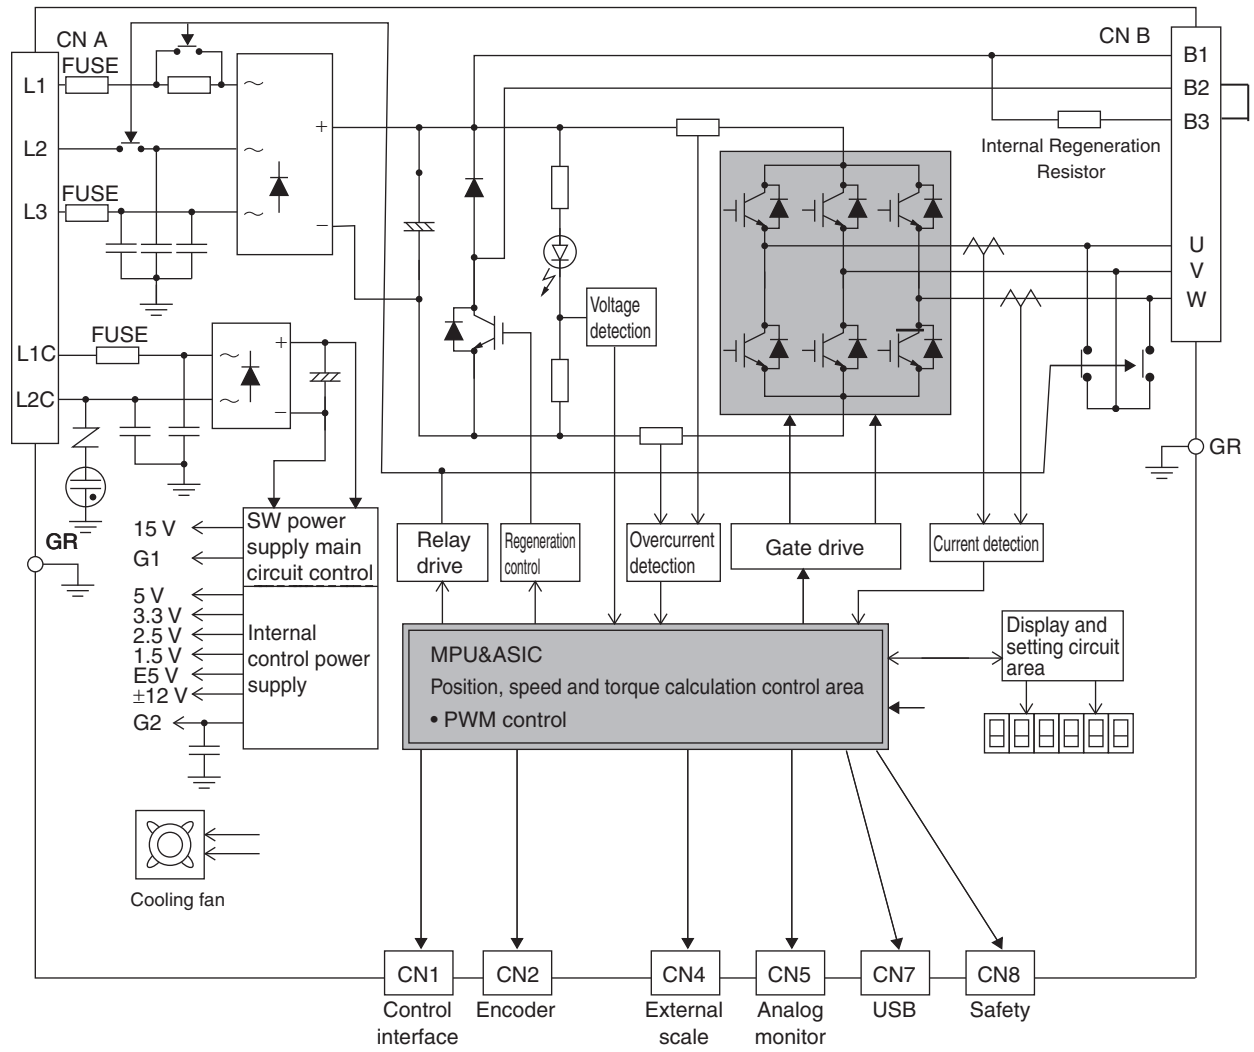 CN A
CN B
FUSE
L1
B1
B2
B3
L2
Internal Regeneration
Resistor
FUSE
L3
+
−
U
V
W
Voltage
detection
FUSE
L1C
L2C
+
−
GR
GR
15 V
G1
SW power
supply main
circuit control
Relay
drive
Regeneration
control
Overcurrent
detection
Gate drive
Current detection
5 V
3.3 V
2.5 V
1.5 V
E5 V
±12 V
G2
Internal
control power
supply
MPU&ASIC
Position, speed and torque calculation control area
• PWM control
Display and
setting circuit
area
Cooling fan
CN1
CN2
CN4
CN5
CN7
CN8
Control
interface
Encoder
External
scale
Analog
monitor
USB
Safety